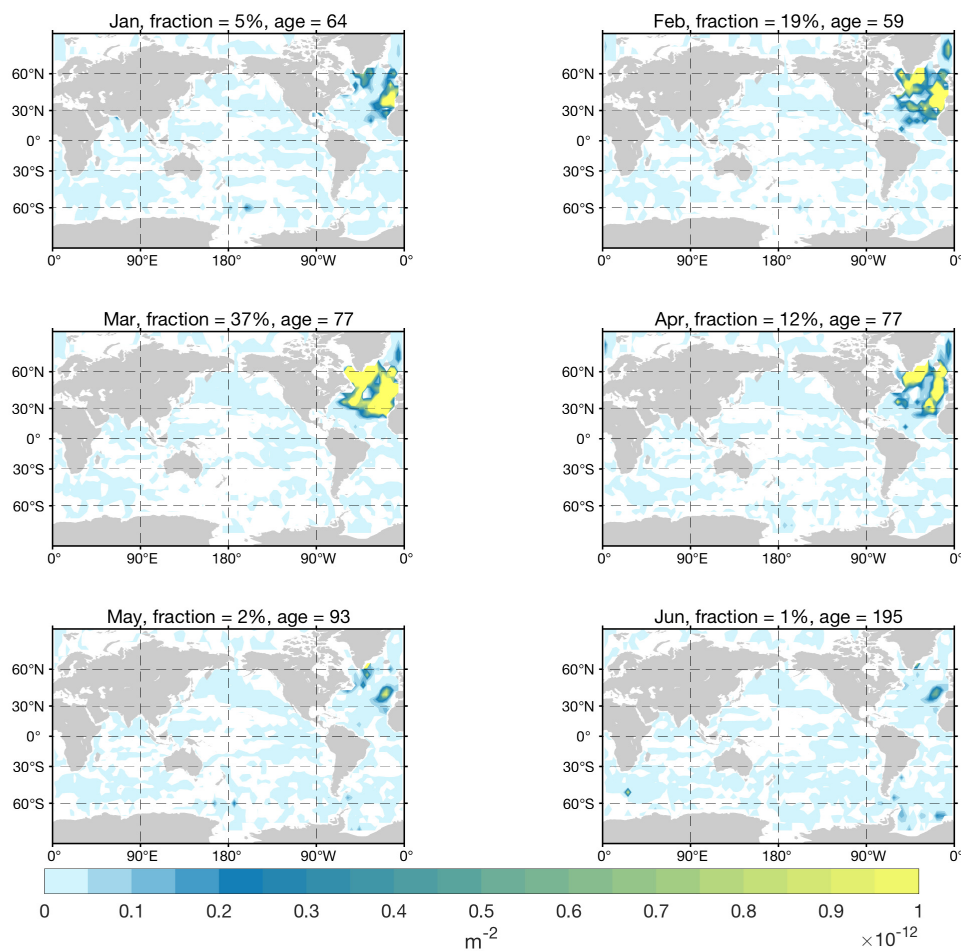 Jan, fraction = 5%, age = 64
Feb, fraction = 19%, age = 59
60°N
30°N
0°
30°S
60°S
0° 90°E 180° 90°W 0°
60°N
30°N
0°
30°S
60°S
0° 90°E 180° 90°W 0°
Mar, fraction = 37%, age = 77
Apr, fraction = 12%, age = 77
60°N
30°N
0°
30°S
60°S
0° 90°E 180° 90°W 0°
60°N
30°N
0°
30°S
60°S
0° 90°E 180° 90°W 0°
May, fraction = 2%, age = 93
Jun, fraction = 1%, age = 195
60°N
30°N
0°
30°S
60°S
0° 90°E 180° 90°W 0°
60°N
30°N
0°
30°S
60°S
0° 90°E 180° 90°W 0°
0 0.1 0.2 0.3 0.4 0.5 0.6 0.7 0.8 0.9 1
m⁻²
×10⁻¹²